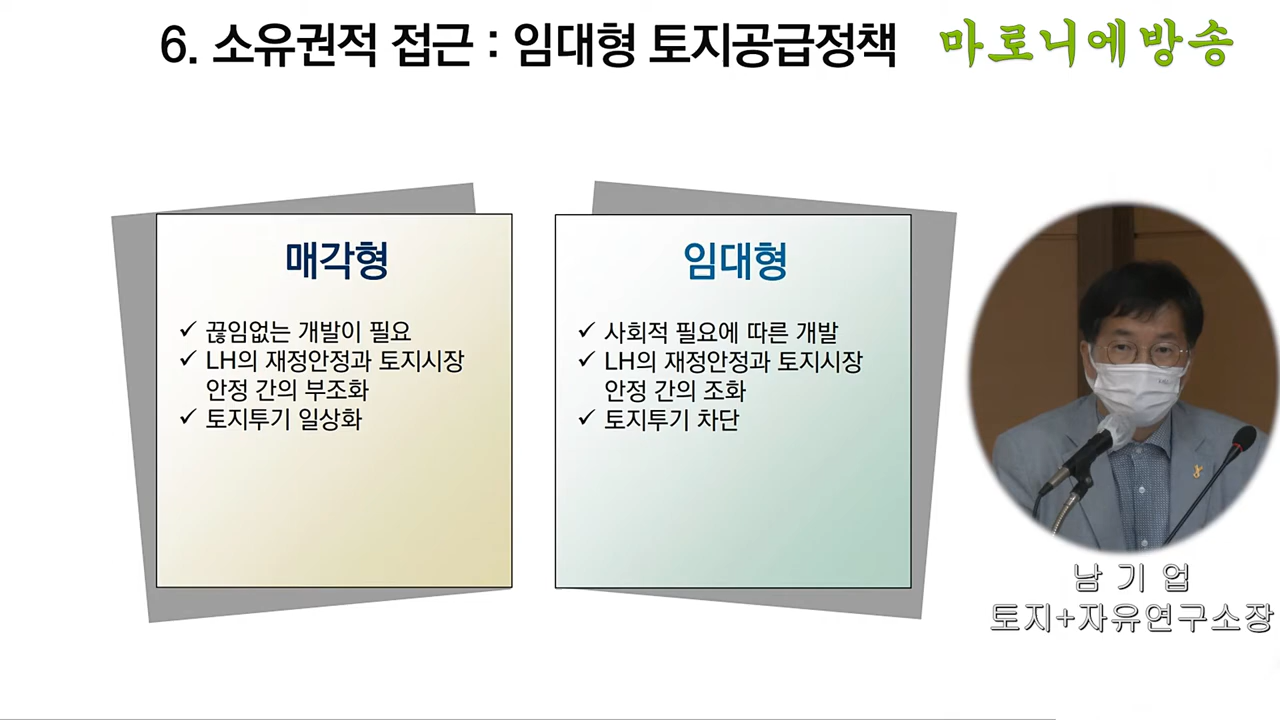 6. 소유권적 접근 : 임대형 토지공급정책
마로니에방송
매각형
✓ 끊임없는 개발이 필요
✓ LH의 재정안정과 토지시장
안정 간의 부조화
✓ 토지투기 일상화
임대형
✓ 사회적 필요에 따른 개발
✓ LH의 재정안정과 토지시장
안정 간의 조화
✓ 토지투기 차단
남 기 업
토지+자유연구소장